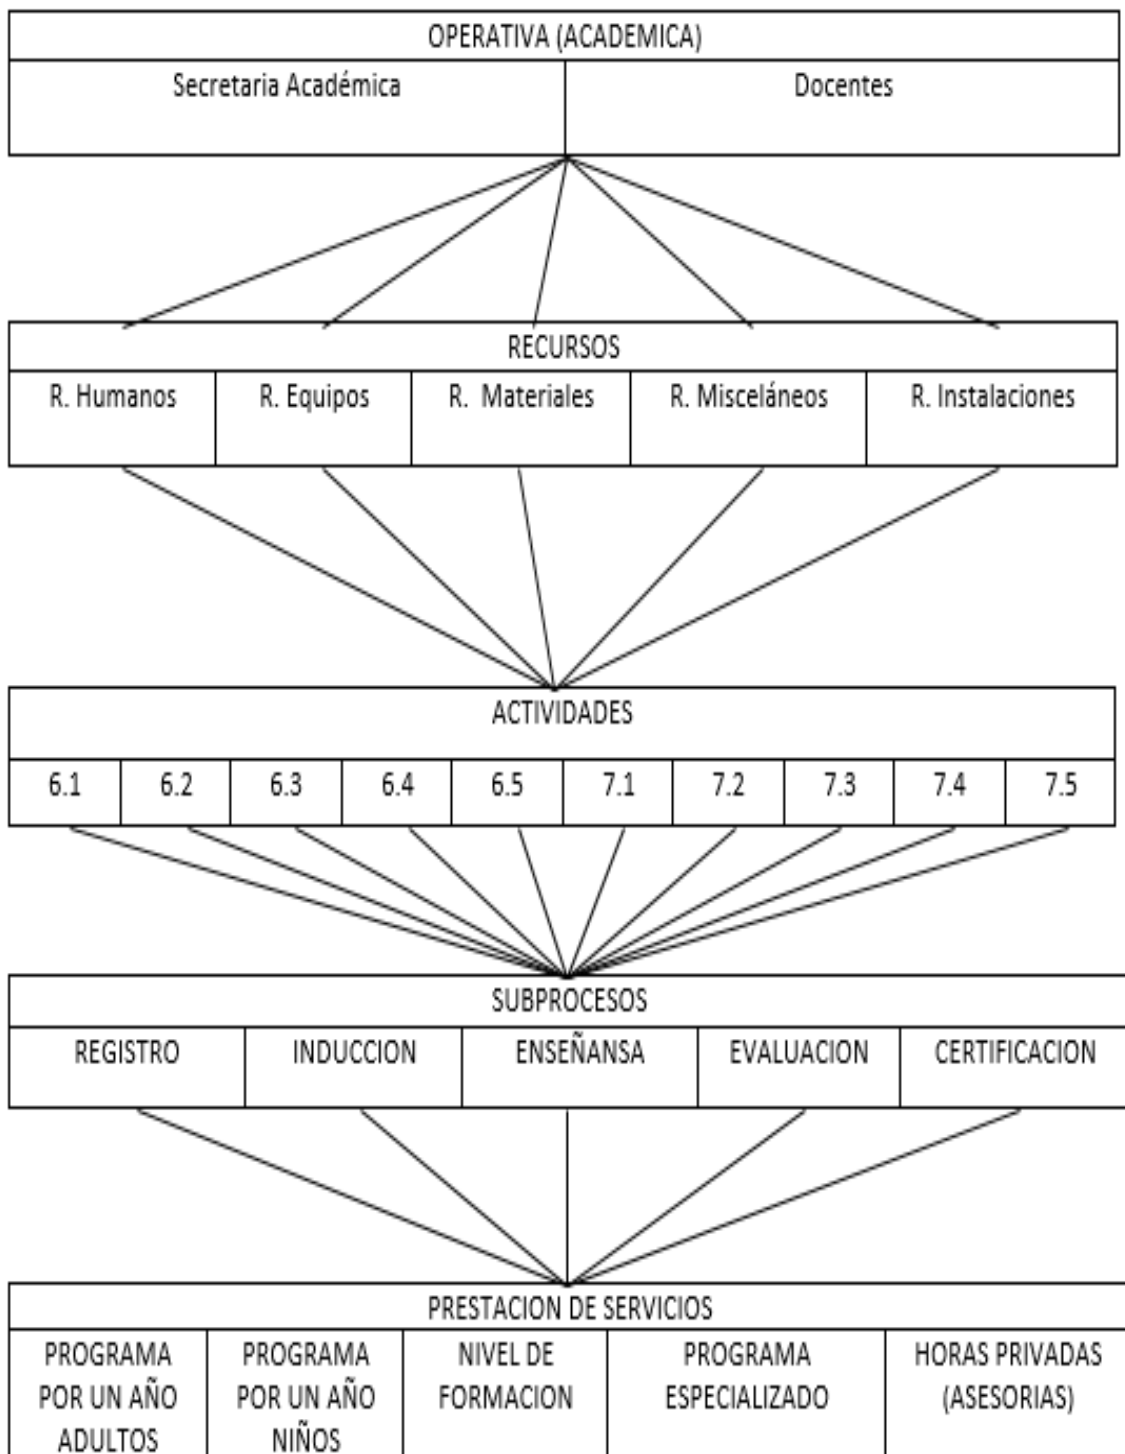 OPERATIVA (ACADEMICA)
Secretaria Académica Docentes
RECURSOS
R. Humanos R. Equipos R. Materiales R. Misceláneos R. Instalaciones
ACTIVIDADES
6.1 6.2 6.3 6.4 6.5 7.1 7.2 7.3 7.4 7.5
SUBPROCESOS
REGISTRO INDUCCION ENSEÑANSA EVALUACION CERTIFICACION
PRESTACION DE SERVICIOS
PROGRAMA
POR UN AÑO
ADULTOS
PROGRAMA
POR UN AÑO
NIÑOS
NIVEL DE
FORMACION
PROGRAMA
ESPECIALIZADO
HORAS PRIVADAS
(ASESORIAS)